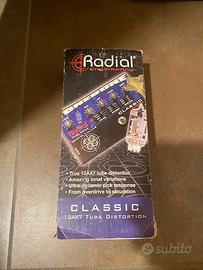 Radial
engineering
• True 12AX7 tube distortion
• Amazing tonal variations
• Ultra-dynamic pick response
• From overdrive to saturation
CLASSIC
12AX7 TUBE DISTORTION
subito